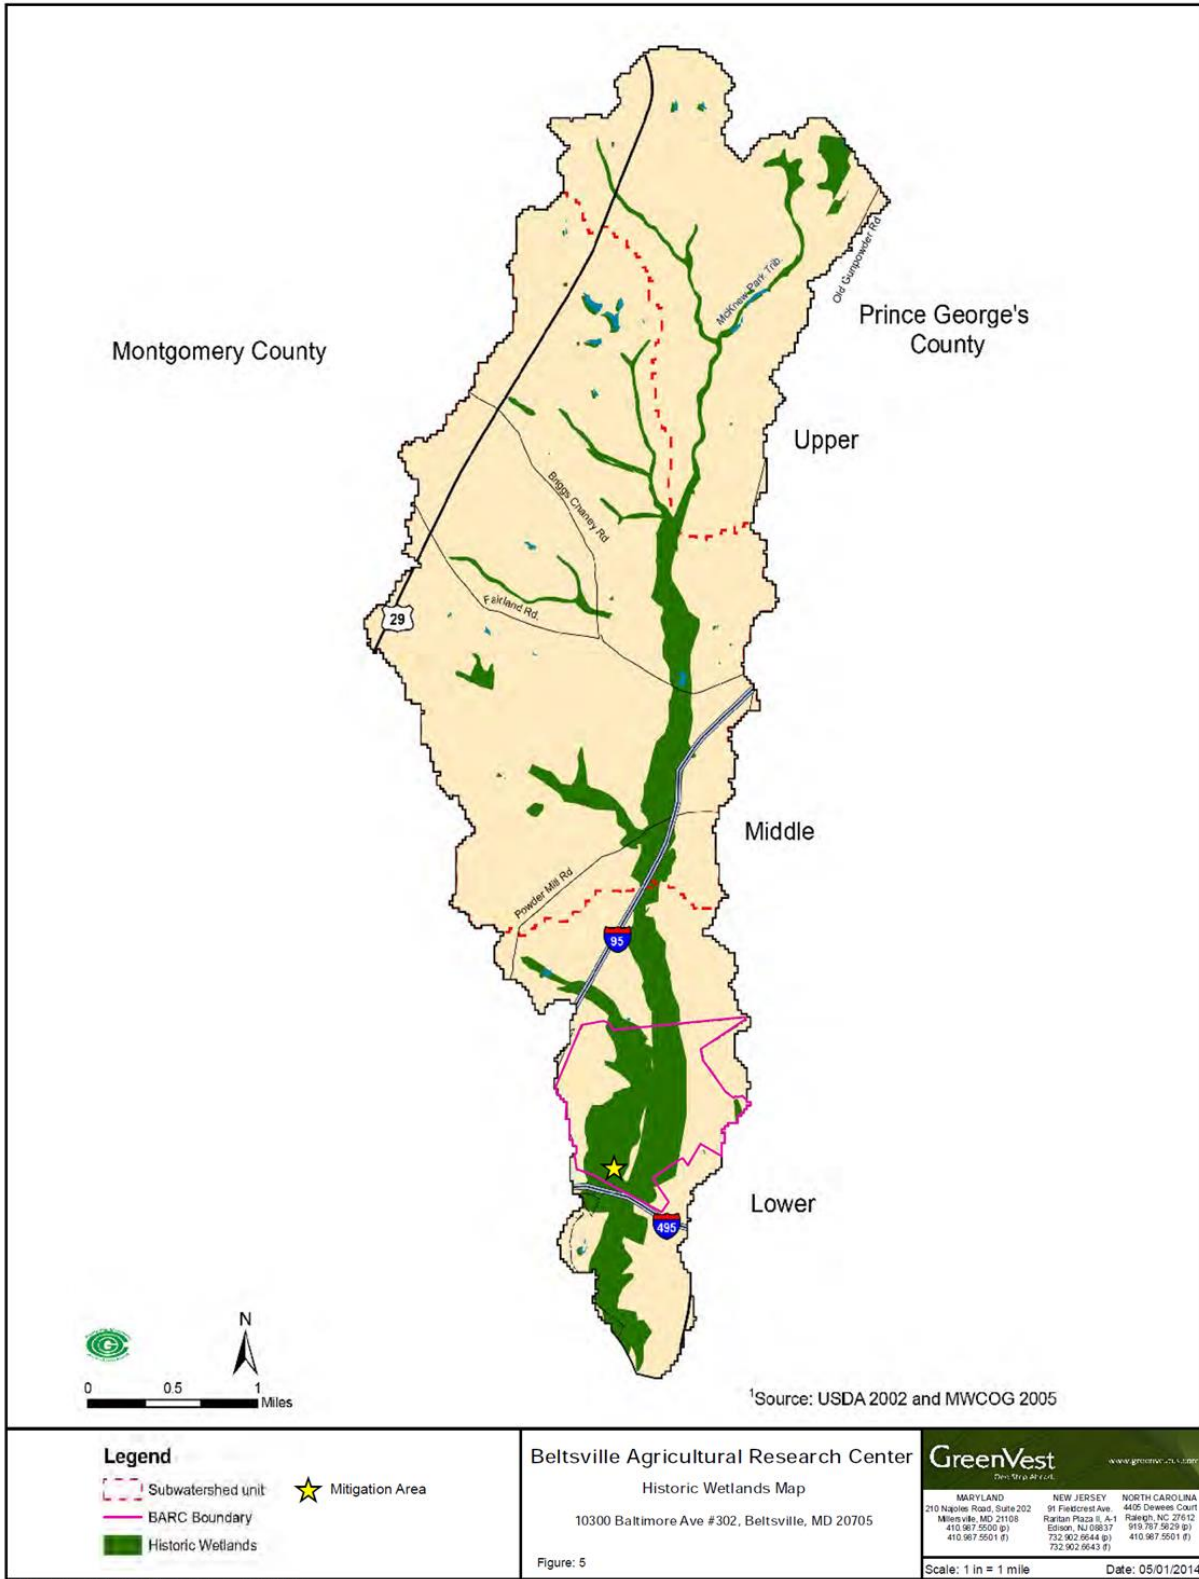 McKnew Park Trib.
Old Gunpowder Rd
Prince George's
County
Montgomery County
Upper
Briggs Chaney Rd
Fairland Rd.
29
Middle
Powder Mill Rd
95
Lower
495
N
0 0.5 1
Miles
1Source: USDA 2002 and MWCOG 2005
Legend
Subwatershed unit
Mitigation Area
BARC Boundary
Historic Wetlands
Beltsville Agricultural Research Center
Historic Wetlands Map
10300 Baltimore Ave #302, Beltsville, MD 20705
Figure: 5
GreenVest
MARYLAND
210 Najoles Road, Suite 202
Millersville, MD 21108
410.987.5500 (p)
410.987.5501 (f)
NEW JERSEY
91 Fieldcrest Ave.
Raritan Plaza II, A-1
Edison, NJ 08837
732.902.6644 (p)
732.902.6643 (f)
NORTH CAROLINA
4405 Dewees Court
Raleigh, NC 27612
919.787.5829 (p)
410.987.5501 (f)
Scale: 1 in = 1 mile
Date: 05/01/2014